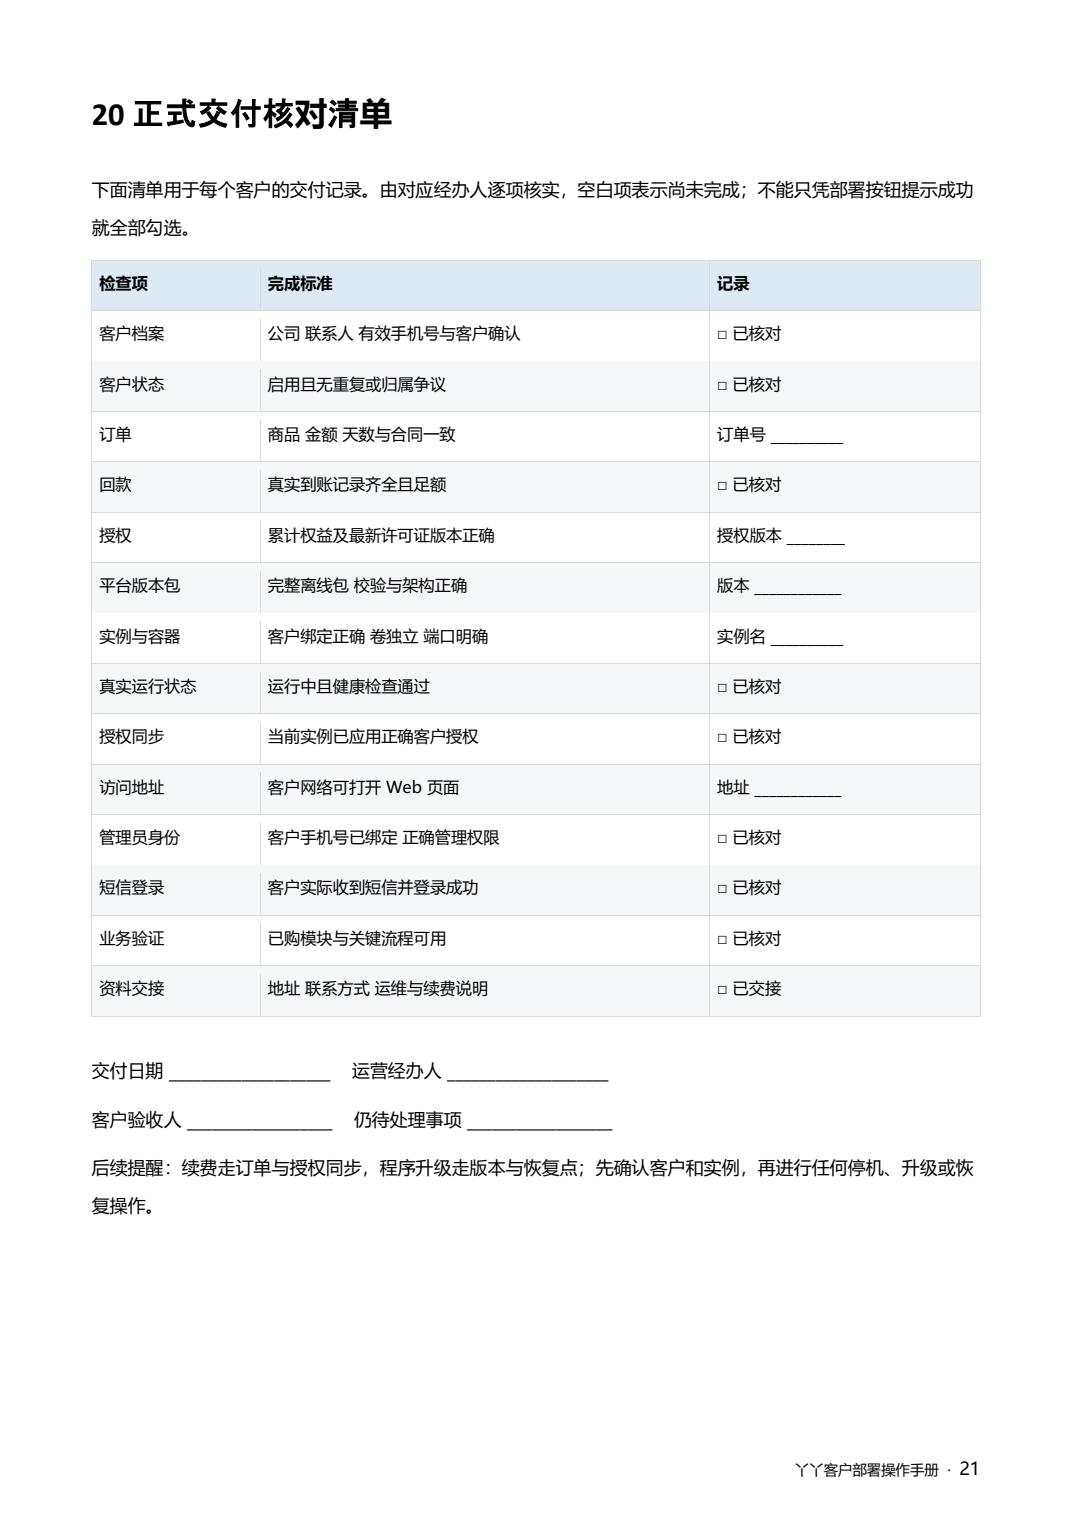 20 正式交付核对清单
下面清单用于每个客户的交付记录。由对应经办人逐项核实，空白项表示尚未完成；不能只凭部署按钮提示成功
就全部勾选。
检查项 完成标准 记录
客户档案 公司 联系人 有效手机号与客户确认 □ 已核对
客户状态 启用且无重复或归属争议 □ 已核对
订单 商品 金额 天数与合同一致 订单号 __________
回款 真实到账记录齐全且足额 □ 已核对
授权 累计权益及最新许可证版本正确 授权版本 ________
平台版本包 完整离线包 校验与架构正确 版本 ____________
实例与容器 客户绑定正确 卷独立 端口明确 实例名 __________
真实运行状态 运行中且健康检查通过 □ 已核对
授权同步 当前实例已应用正确客户授权 □ 已核对
访问地址 客户网络可打开 Web 页面 地址 ____________
管理员身份 客户手机号已绑定 正确管理权限 □ 已核对
短信登录 客户实际收到短信并登录成功 □ 已核对
业务验证 已购模块与关键流程可用 □ 已核对
资料交接 地址 联系方式 运维与续费说明 □ 已交接
交付日期 ____________________ 运营经办人 ____________________
客户验收人 __________________ 仍待处理事项 __________________
后续提醒：续费走订单与授权同步，程序升级走版本与恢复点；先确认客户和实例，再进行任何停机、升级或恢
复操作。
丫丫客户部署操作手册 · 21